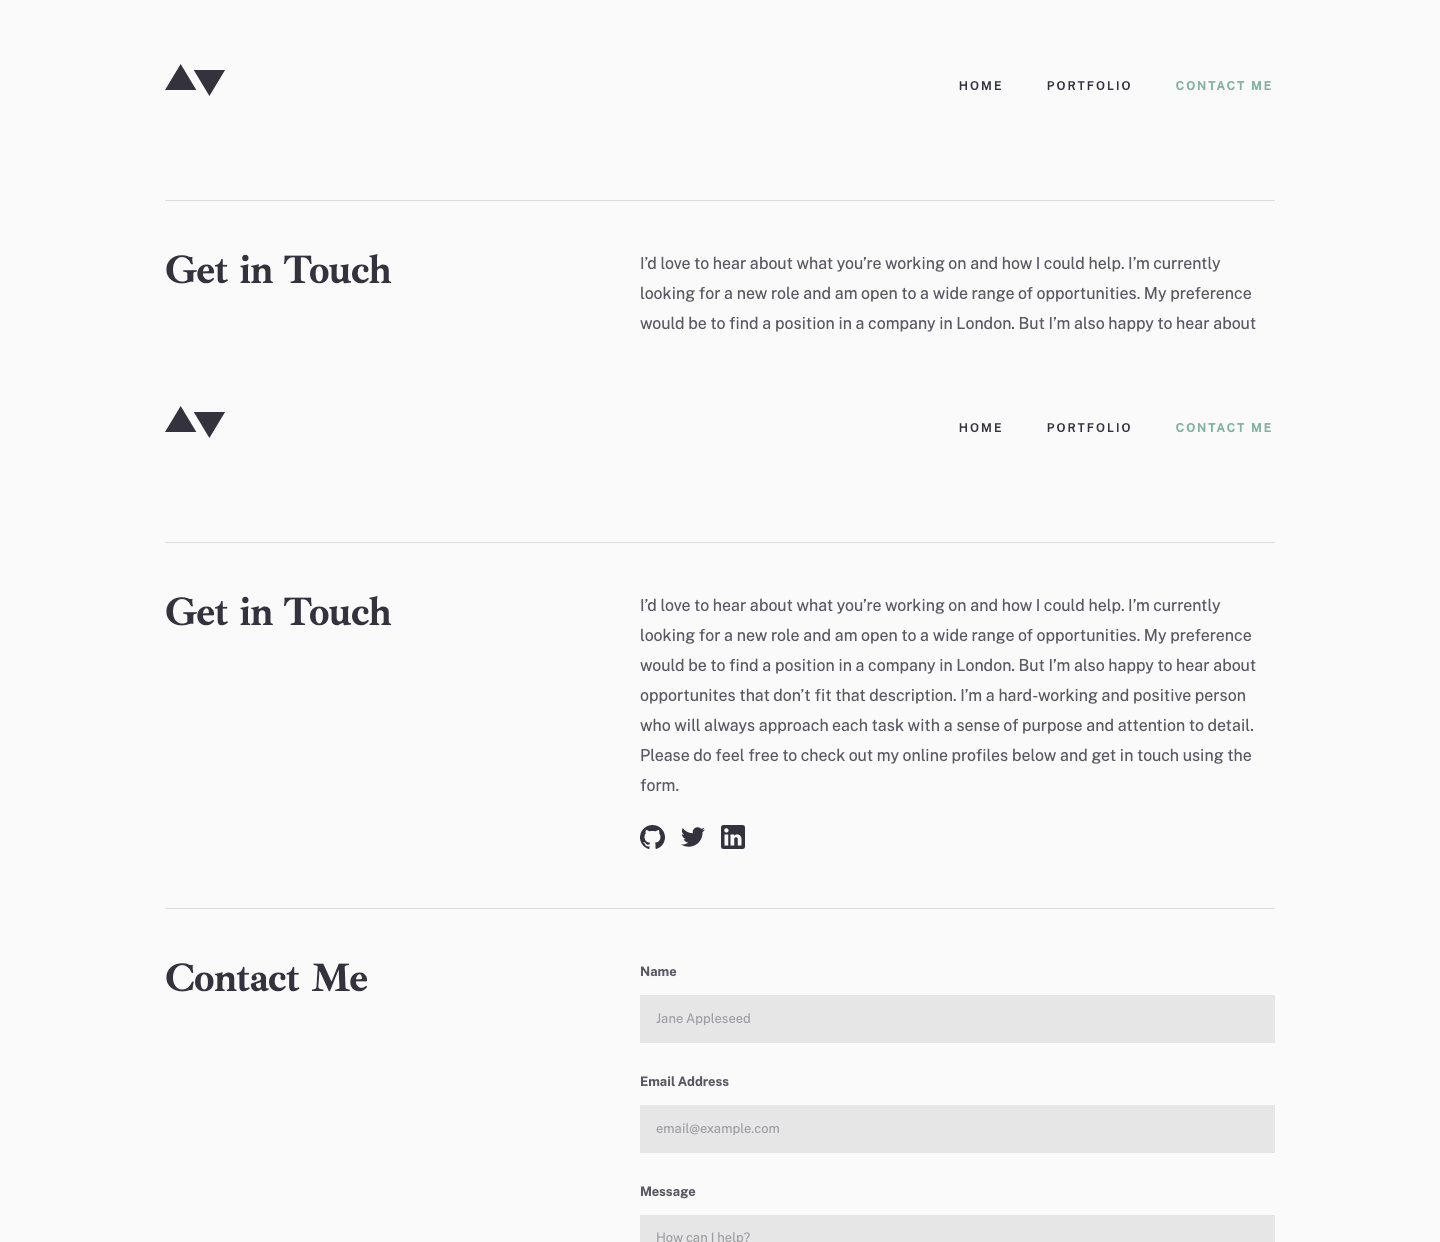 HOME PORTFOLIO CONTACT ME
Get in Touch
I’d love to hear about what you’re working on and how I could help. I’m currently
looking for a new role and am open to a wide range of opportunities. My preference
would be to find a position in a company in London. But I’m also happy to hear about
HOME PORTFOLIO CONTACT ME
Get in Touch
I’d love to hear about what you’re working on and how I could help. I’m currently
looking for a new role and am open to a wide range of opportunities. My preference
would be to find a position in a company in London. But I’m also happy to hear about
opportunites that don’t fit that description. I’m a hard-working and positive person
who will always approach each task with a sense of purpose and attention to detail.
Please do feel free to check out my online profiles below and get in touch using the
form.
Contact Me
Name
Jane Appleseed
Email Address
email@example.com
Message
How can I help?